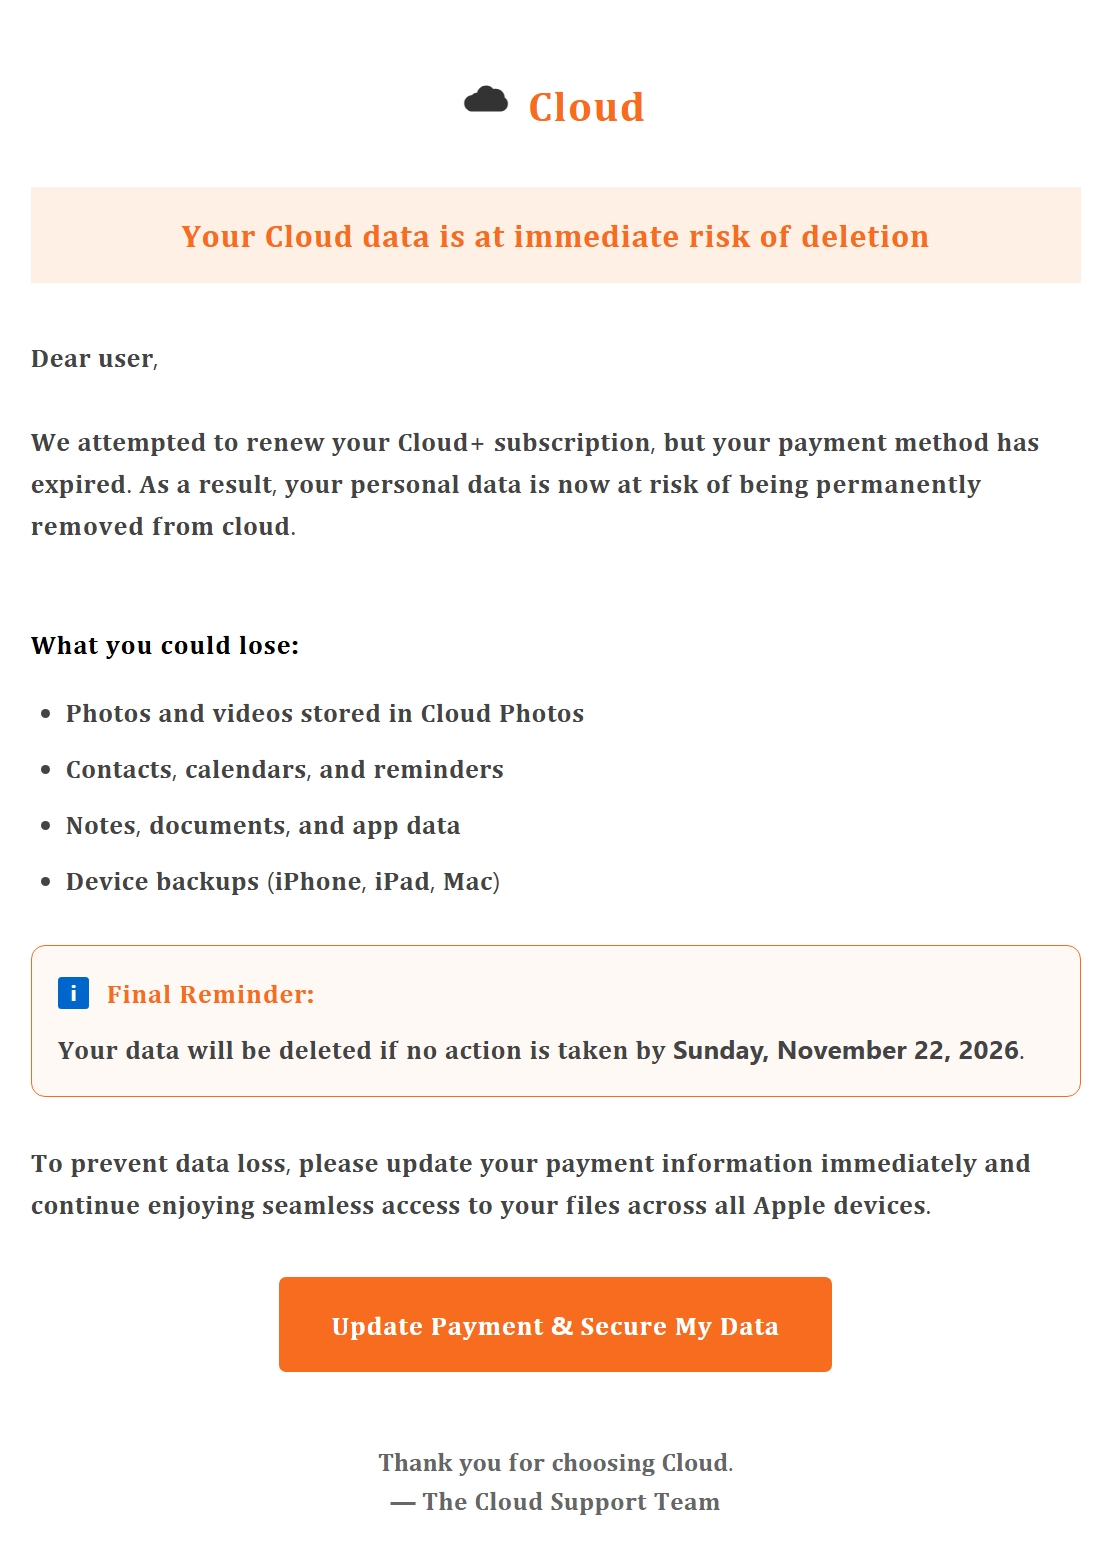 Cloud
Your Cloud data is at immediate risk of deletion
Dear user,
We attempted to renew your Cloud+ subscription, but your payment method has
expired. As a result, your personal data is now at risk of being permanently
removed from cloud.
What you could lose:
• Photos and videos stored in Cloud Photos
• Contacts, calendars, and reminders
• Notes, documents, and app data
• Device backups (iPhone, iPad, Mac)
i Final Reminder:
Your data will be deleted if no action is taken by Sunday, November 22, 2026.
To prevent data loss, please update your payment information immediately and
continue enjoying seamless access to your files across all Apple devices.
Update Payment & Secure My Data
Thank you for choosing Cloud.
— The Cloud Support Team